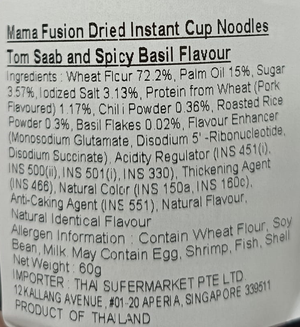 Mama Fusion Dried Instant Cup Noodles
Tom Saab and Spicy Basil Flavour
Ingredients : Wheat Flour 72.2%, Palm Oil 15%, Sugar
3.57%, Iodized Salt 3.13%, Protein from Wheat (Pork
Flavoured) 1.17%, Chili Powder 0.36%, Roasted Rice
Powder 0.3%, Basil Flakes 0.02%, Flavour Enhancer
(Monosodium Glutamate, Disodium 5' -Ribonucleotide,
Disodium Succinate), Acidity Regulator (INS 451(i),
INS 500(ii), INS 501(i), INS 330), Thickening Agent
(INS 466), Natural Color (INS 150a, INS 160c),
Anti-Caking Agent (INS 551), Natural Flavour,
Natural Identical Flavour
Allergen Information : Contain Wheat Flour, Soy
Bean, Milk May Contain Egg, Shrimp, Fish, Shell
Net Weight : 60g
IMPORTER : THAI SUFERMARKET PTE LTD
12 KALLANG AVENUE, #01-20 APERIA, SINGAPORE 339511
PRODUCT OF THAILAND